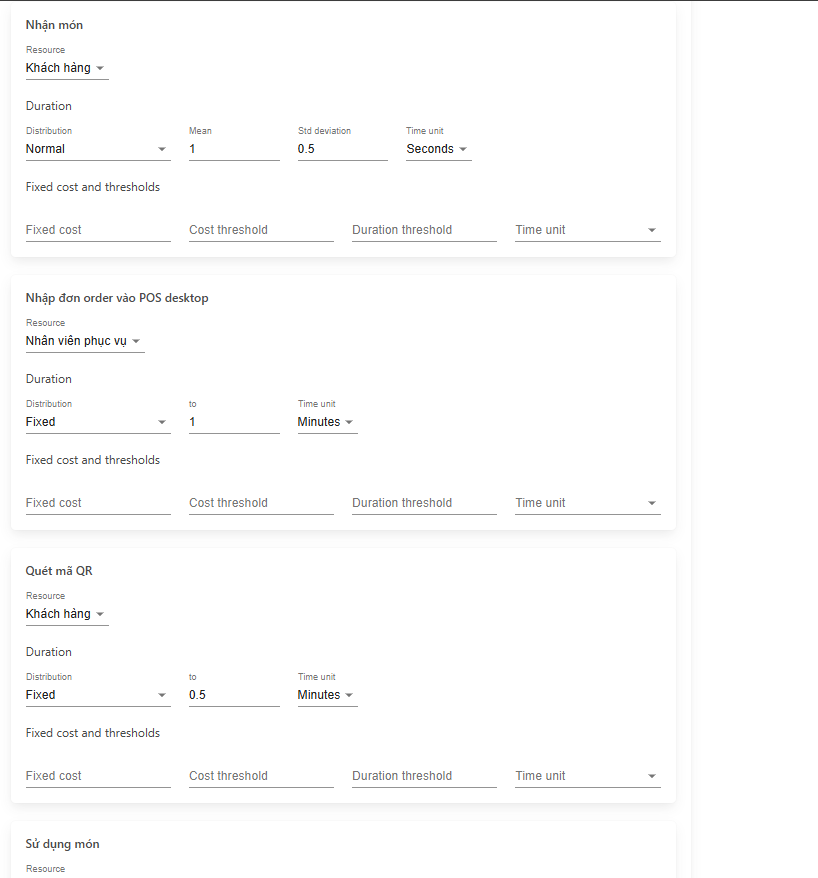 Nhận món
Resource
Khách hàng
Duration
Distribution Mean Std deviation Time unit
Normal 1 0.5 Seconds
Fixed cost and thresholds
Fixed cost Cost threshold Duration threshold Time unit
Nhập đơn order vào POS desktop
Resource
Nhân viên phục vụ
Duration
Distribution to Time unit
Fixed 1 Minutes
Fixed cost and thresholds
Fixed cost Cost threshold Duration threshold Time unit
Quét mã QR
Resource
Khách hàng
Duration
Distribution to Time unit
Fixed 0.5 Minutes
Fixed cost and thresholds
Fixed cost Cost threshold Duration threshold Time unit
Sử dụng món
Resource